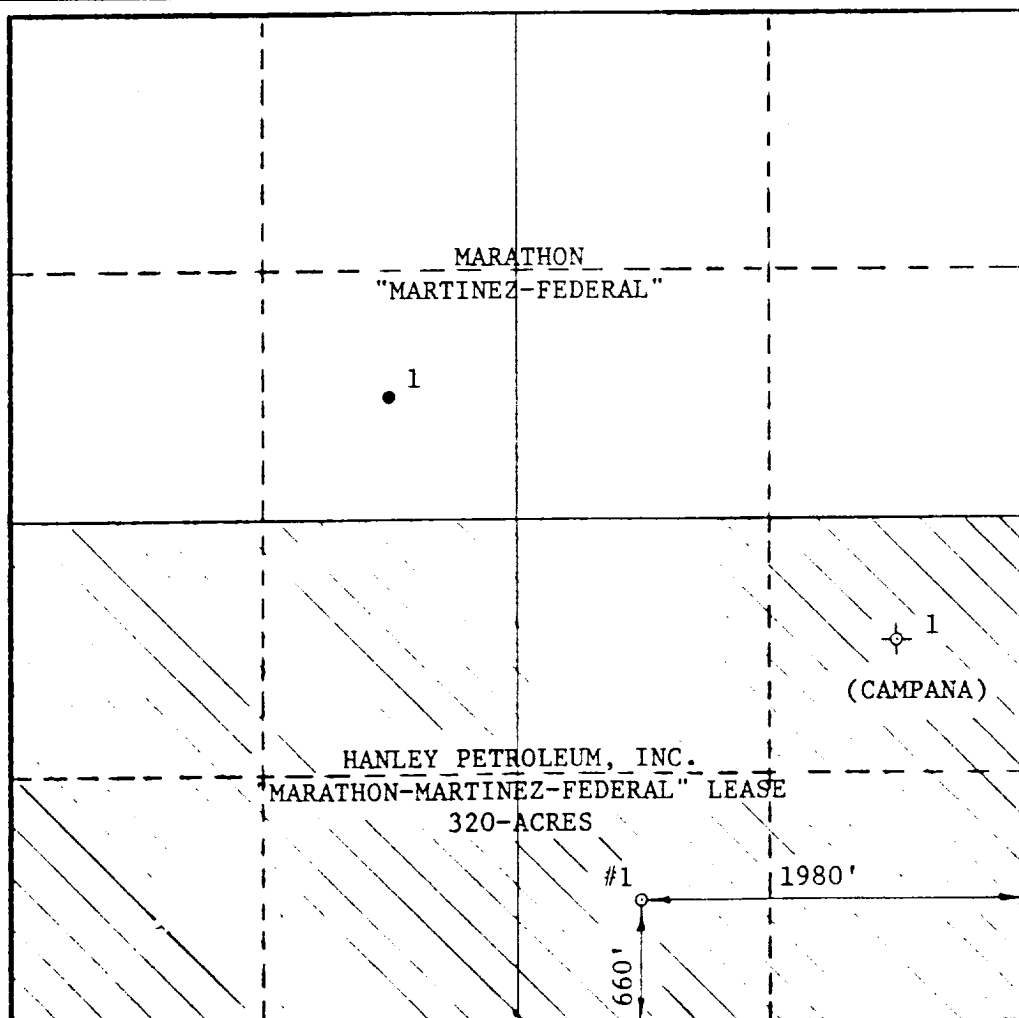 MARATHON
"MARTINEZ-FEDERAL"
1
1
(CAMPANA)
HANLEY PETROLEUM, INC.
"MARATHON-MARTINEZ-FEDERAL" LEASE
320-ACRES
#1
1980'
660'